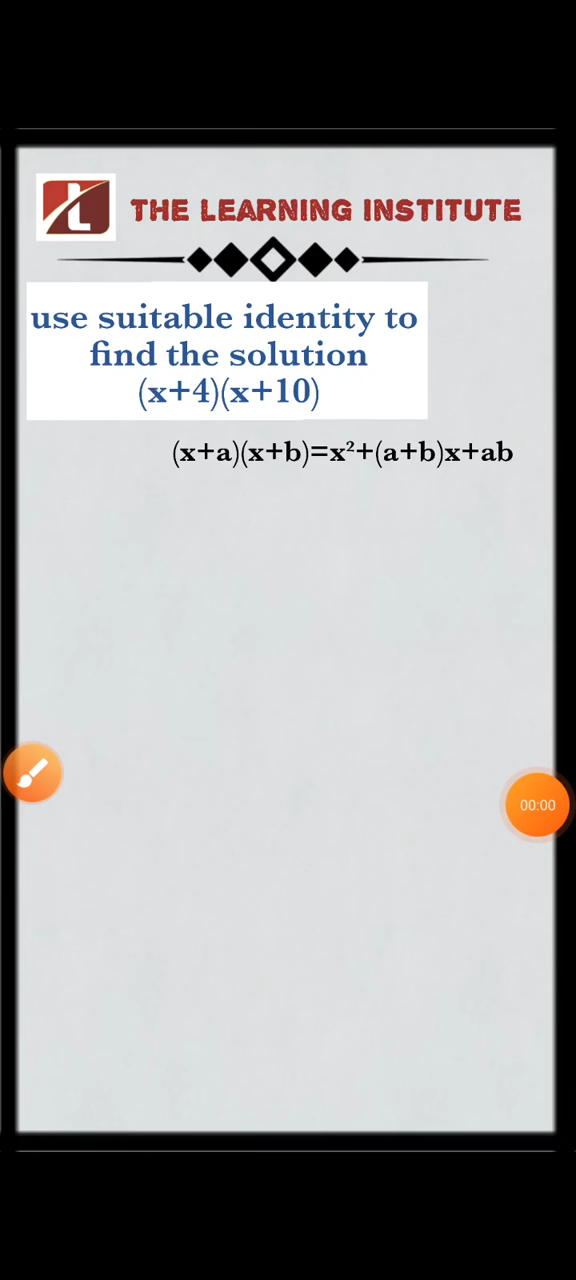 THE LEARNING INSTITUTE
use suitable identity to
find the solution
(x+4)(x+10)
(x+a)(x+b)=x²+(a+b)x+ab
00:00